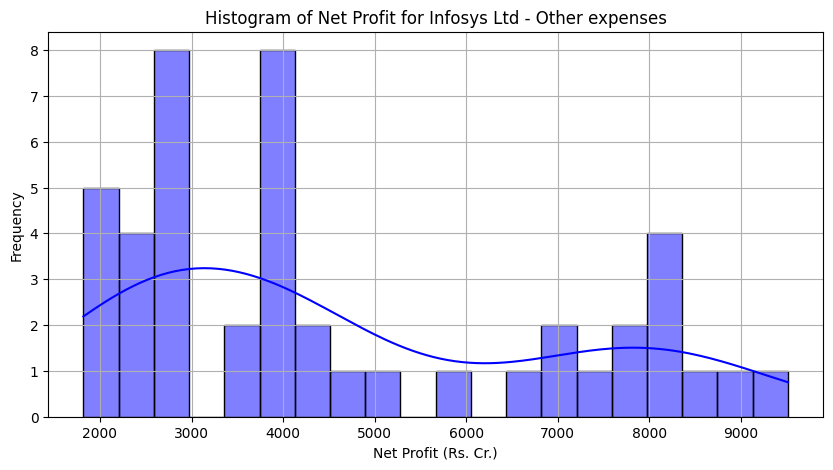 Histogram of Net Profit for Infosys Ltd - Other expenses
8
7
6
5
4
3
2
1
0
Frequency
2000 3000 4000 5000 6000 7000 8000 9000
Net Profit (Rs. Cr.)